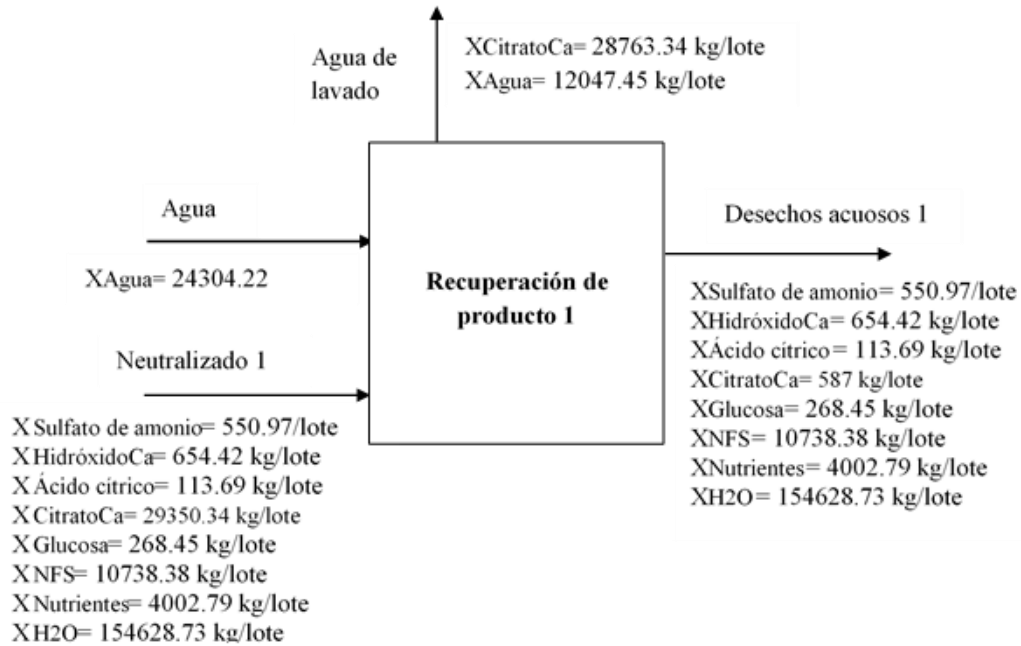 Agua de
lavado
XCitratoCa= 28763.34 kg/lote
XAgua= 12047.45 kg/lote
Agua
XAgua= 24304.22
Neutralizado 1
XSulfato de amonio= 550.97/lote
XHidróxidoCa= 654.42 kg/lote
XÁcido cítrico= 113.69 kg/lote
XCitratoCa= 29350.34 kg/lote
XGlucosa= 268.45 kg/lote
XNFS= 10738.38 kg/lote
XNutrientes= 4002.79 kg/lote
XH2O= 154628.73 kg/lote
Recuperación de
producto 1
Desechos acuosos 1
XSulfato de amonio= 550.97/lote
XHidróxidoCa= 654.42 kg/lote
XÁcido cítrico= 113.69 kg/lote
XCitratoCa= 587 kg/lote
XGlucosa= 268.45 kg/lote
XNFS= 10738.38 kg/lote
XNutrientes= 4002.79 kg/lote
XH2O= 154628.73 kg/lote